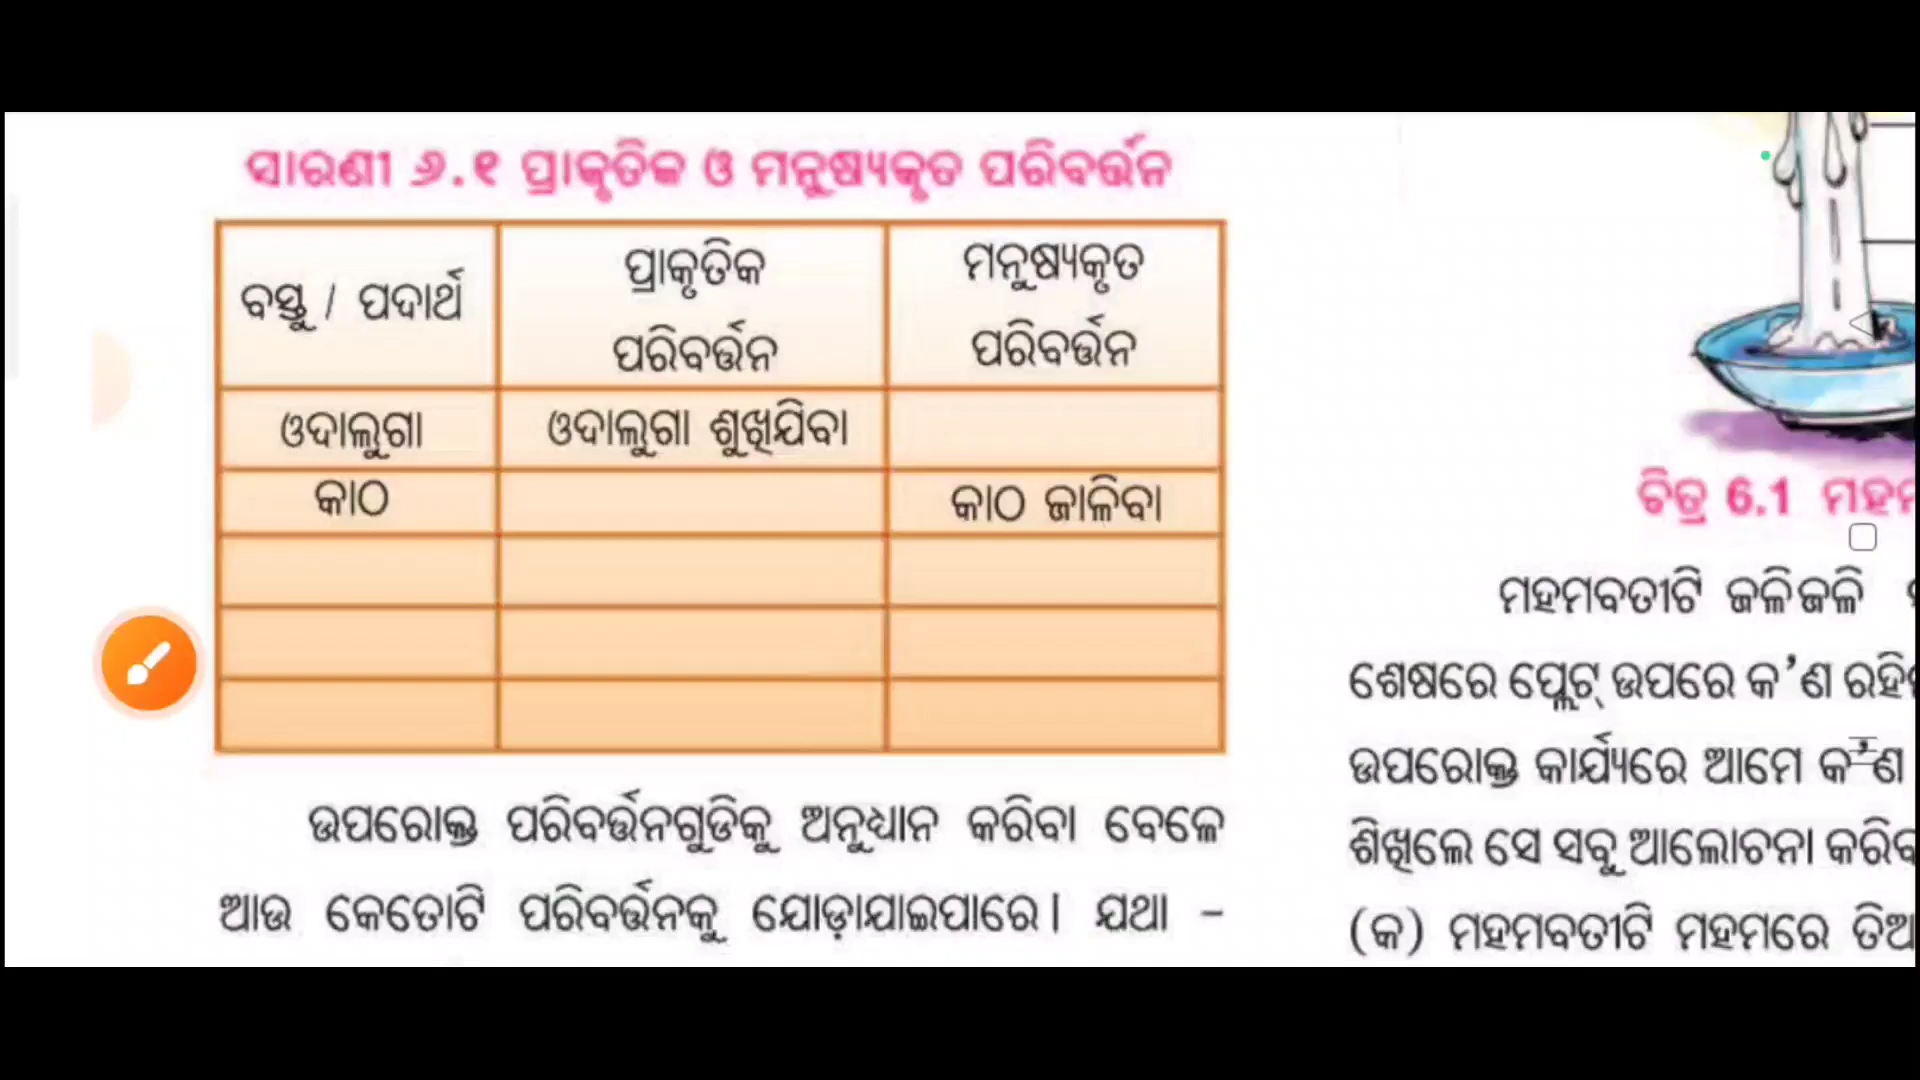 ସାରଣୀ ୬.୧ ପ୍ରାକୃତିକ ଓ ମନୁଷ୍ୟକୃତ ପରିବର୍ତ୍ତନ
ବସ୍ତୁ / ପଦାର୍ଥ
ପ୍ରାକୃତିକ
ପରିବର୍ତ୍ତନ
ମନୁଷ୍ୟକୃତ
ପରିବର୍ତ୍ତନ
ଓଦାଲୁଗା
ଓଦାଲୁଗା ଶୁଖିଯିବା
କାଠ
କାଠ ଜାଳିବା
ଉପରୋକ୍ତ ପରିବର୍ତ୍ତନଗୁଡିକୁ ଅନୁଧ୍ୟାନ କରିବା ବେଳେ
ଆଉ କେତୋଟି ପରିବର୍ତ୍ତନକୁ ଯୋଡ଼ାଯାଇପାରେ। ଯଥା –
ଚିତ୍ର 6.1
ମହମବତୀଟି ଜଳିଜଳି
ଶେଷରେ ପ୍ଲେଟ୍ ଉପରେ କ'ଣ
ଉପରୋକ୍ତ କାର୍ଯ୍ୟରେ ଆମେ କ'ଣ
ଶିଖିଲେ ସେ ସବୁ ଆଲୋଚନା
(କ) ମହମବତୀଟି ମହମରେ